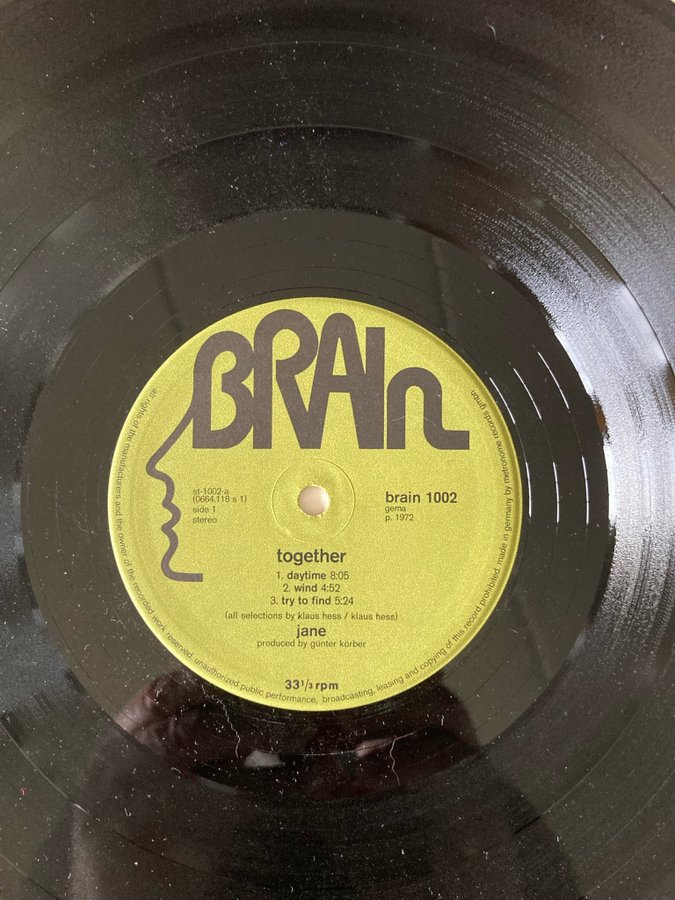 BRAIn
st-1002-a
(0664.118 s 1)
side 1
stereo
brain 1002
gema
p. 1972
together
1. daytime 8:05
2. wind 4:52
3. try to find 5:24
(all selections by klaus hess / klaus hess)
jane
produced by günter körber
33 1/3 rpm
all rights of the manufacturers and the owner of the recorded work reserved. unauthorized public performance, broadcasting, leasing and copying of this record prohibited. made in germany by metronome records gmbh